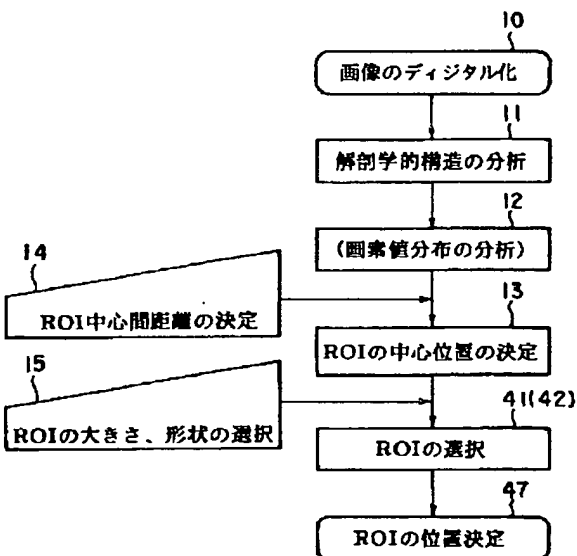 10
画像のディジタル化
11
解剖学的構造の分析
12
(画素値分布の分析)
14
ROI中心間距離の決定
13
ROIの中心位置の決定
15
ROIの大きさ、形状の選択
41(42)
ROIの選択
47
ROIの位置決定